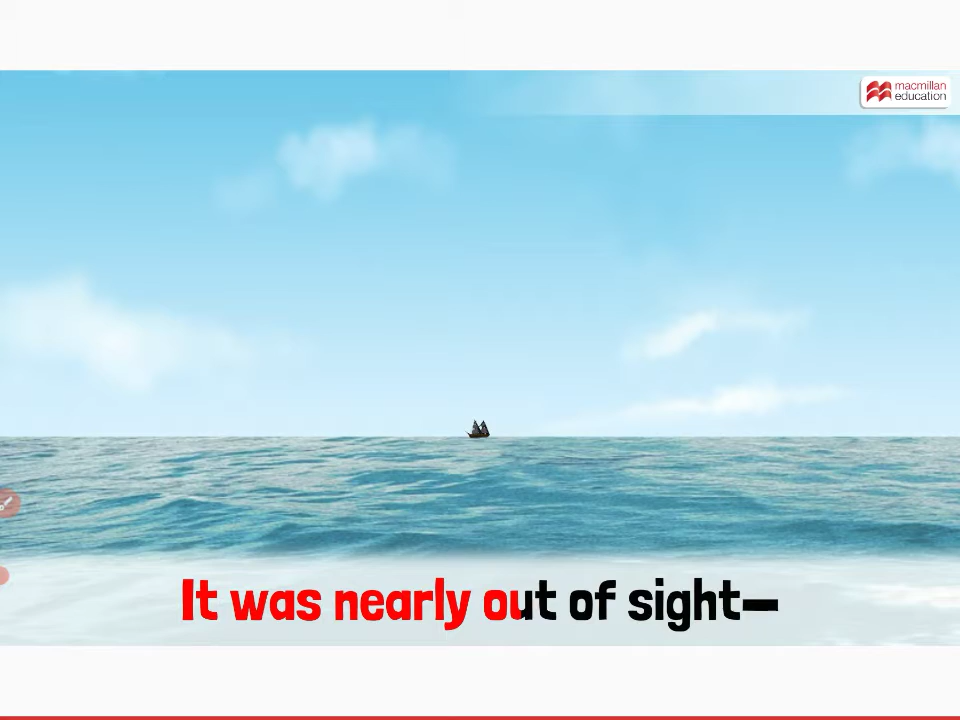 macmillan
education
It was nearly out of sight—